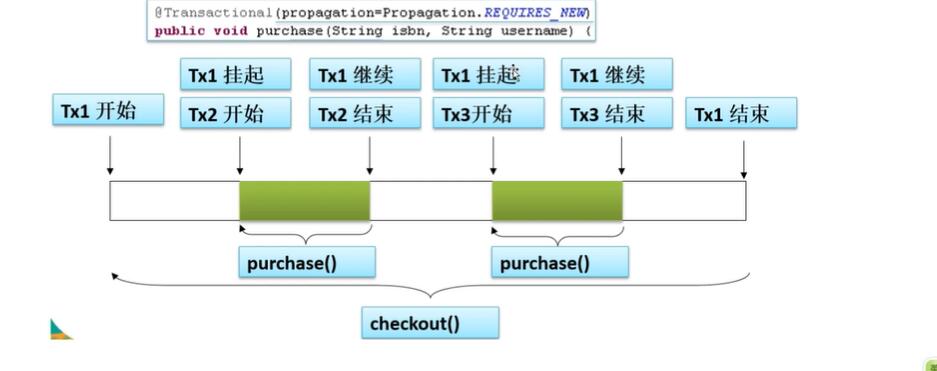 @Transactional(propagation=Propagation.REQUIRES_NEW)
public void purchase(String isbn, String username) {
Tx1 挂起
Tx1 继续
Tx1 挂起
Tx1 继续
Tx1 开始
Tx2 开始
Tx2 结束
Tx3开始
Tx3 结束
Tx1 结束
purchase()
purchase()
checkout()